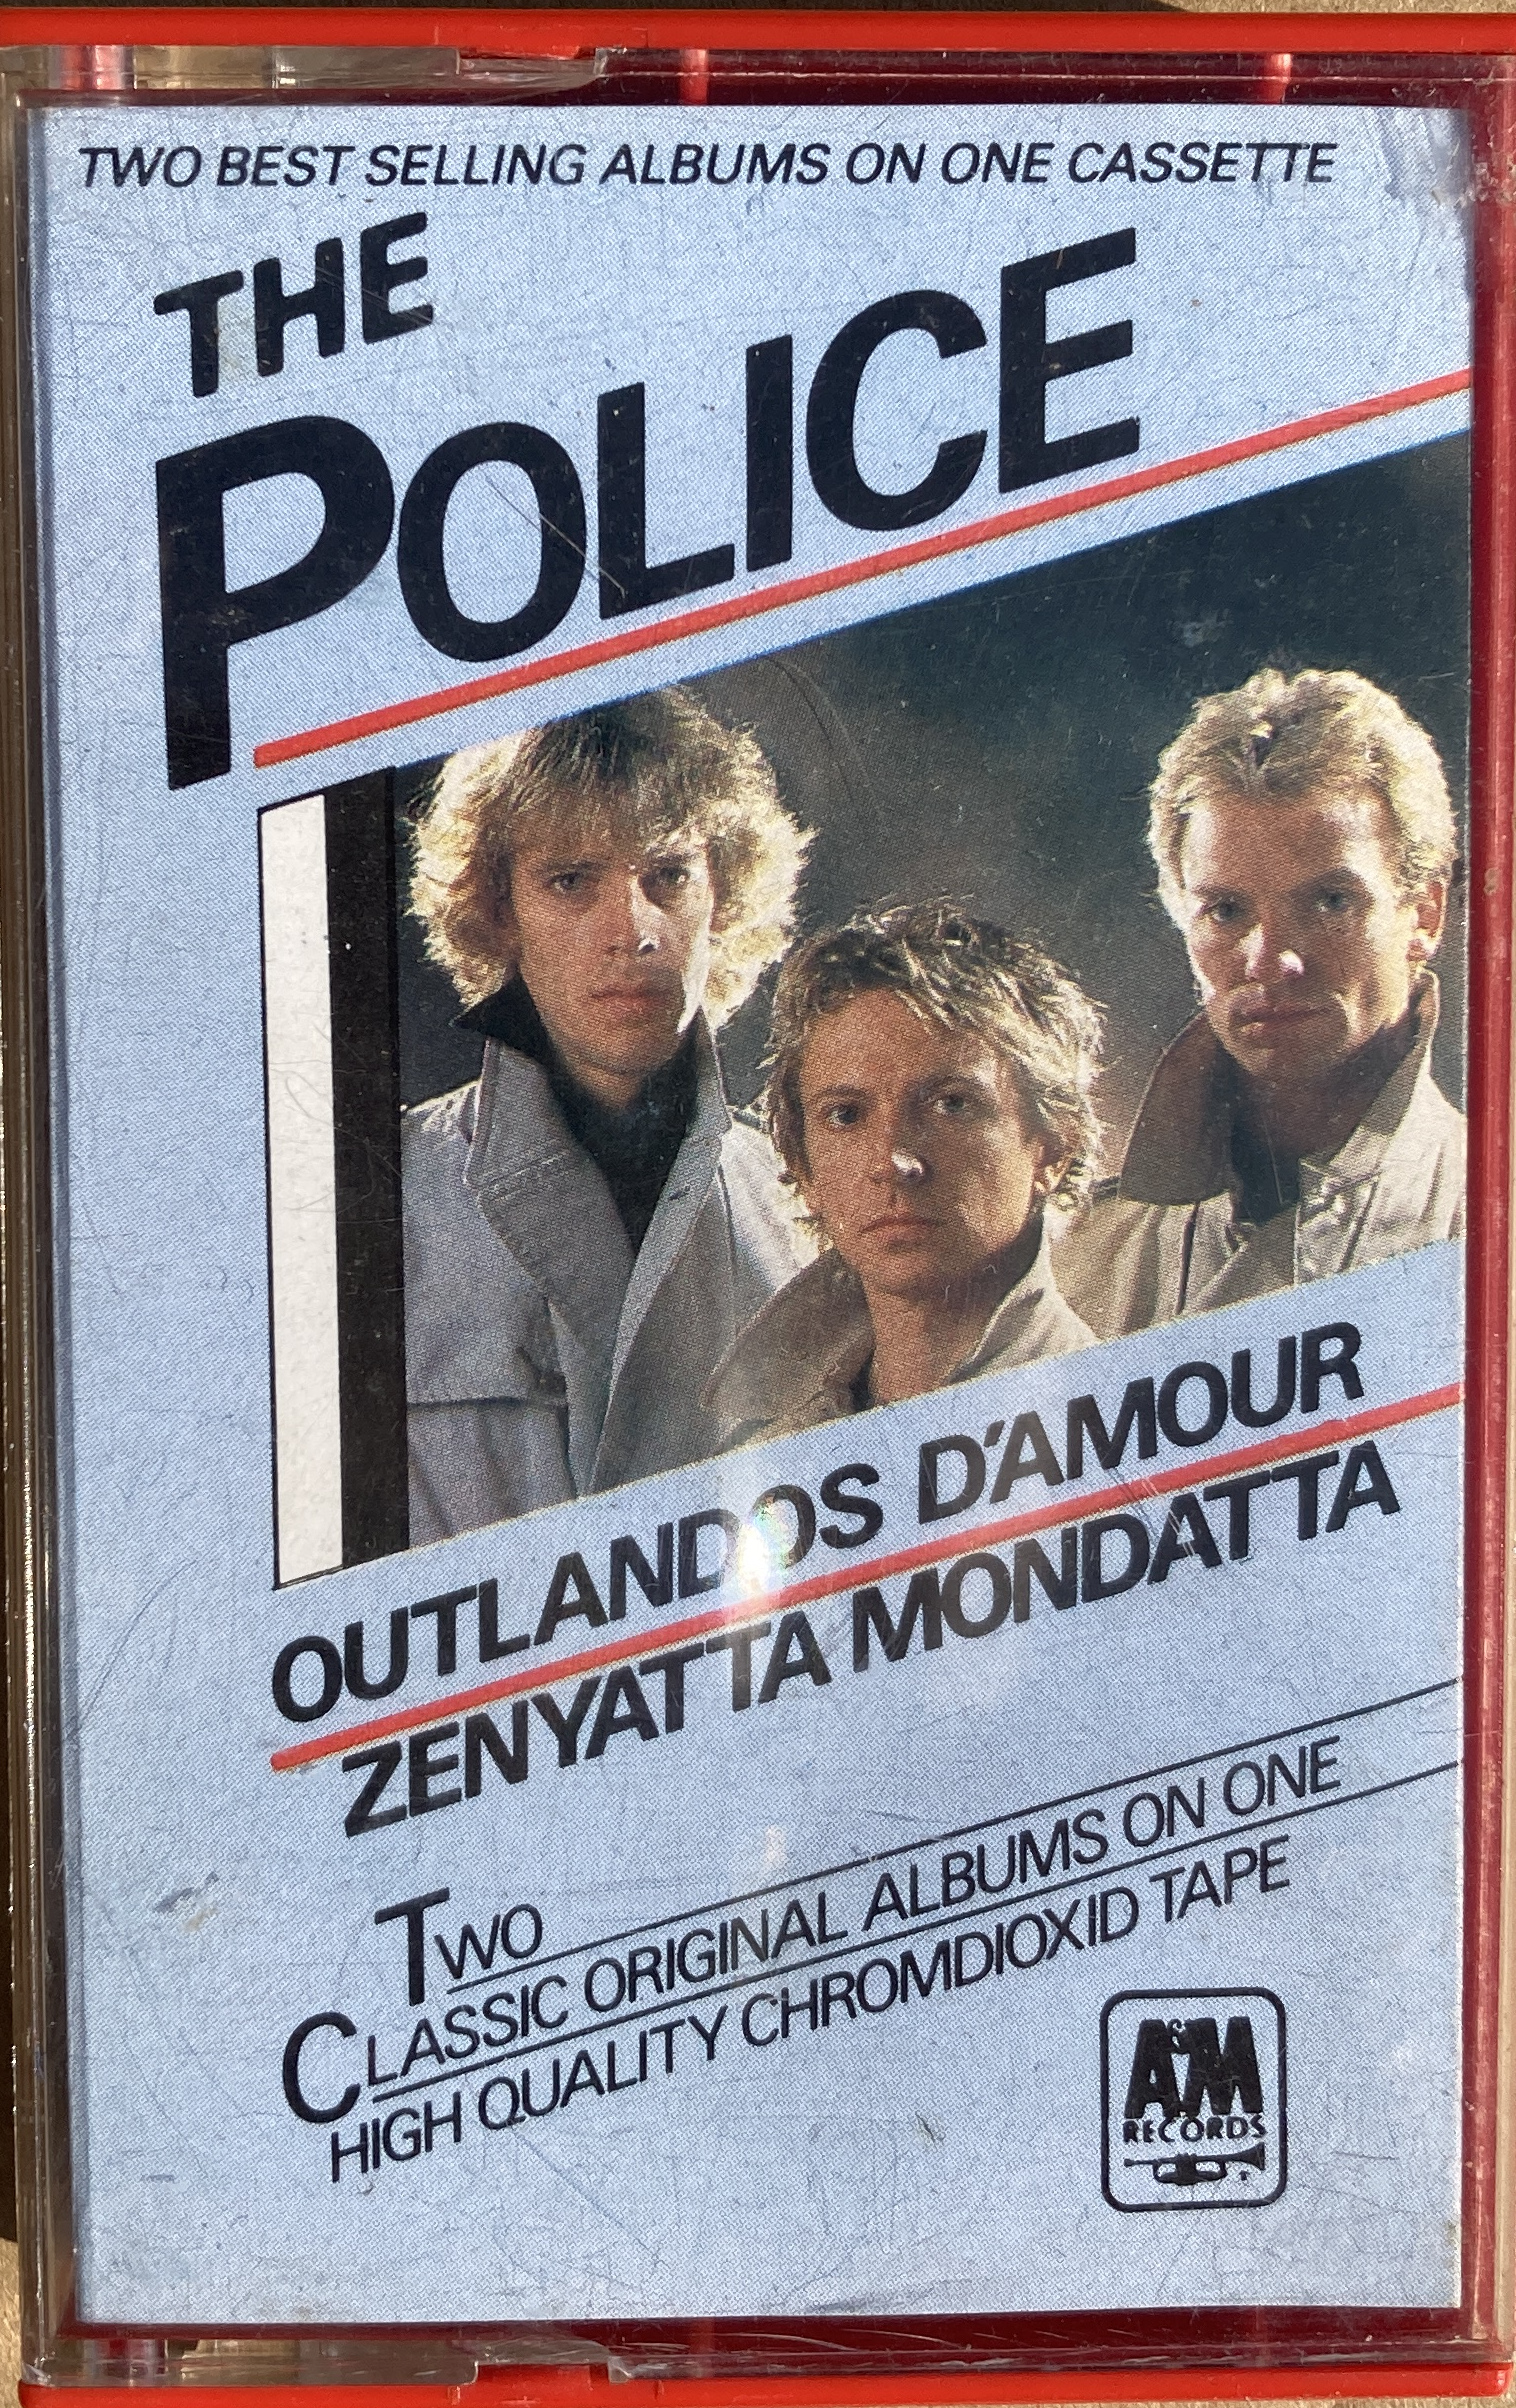 TWO BEST SELLING ALBUMS ON ONE CASSETTE
THE
POLICE
OUTLANDOS D'AMOUR
ZENYATTA MONDATTA
TWO
CLASSIC ORIGINAL ALBUMS ON ONE
HIGH QUALITY CHROMDIOXID TAPE
A&M
RECORDS